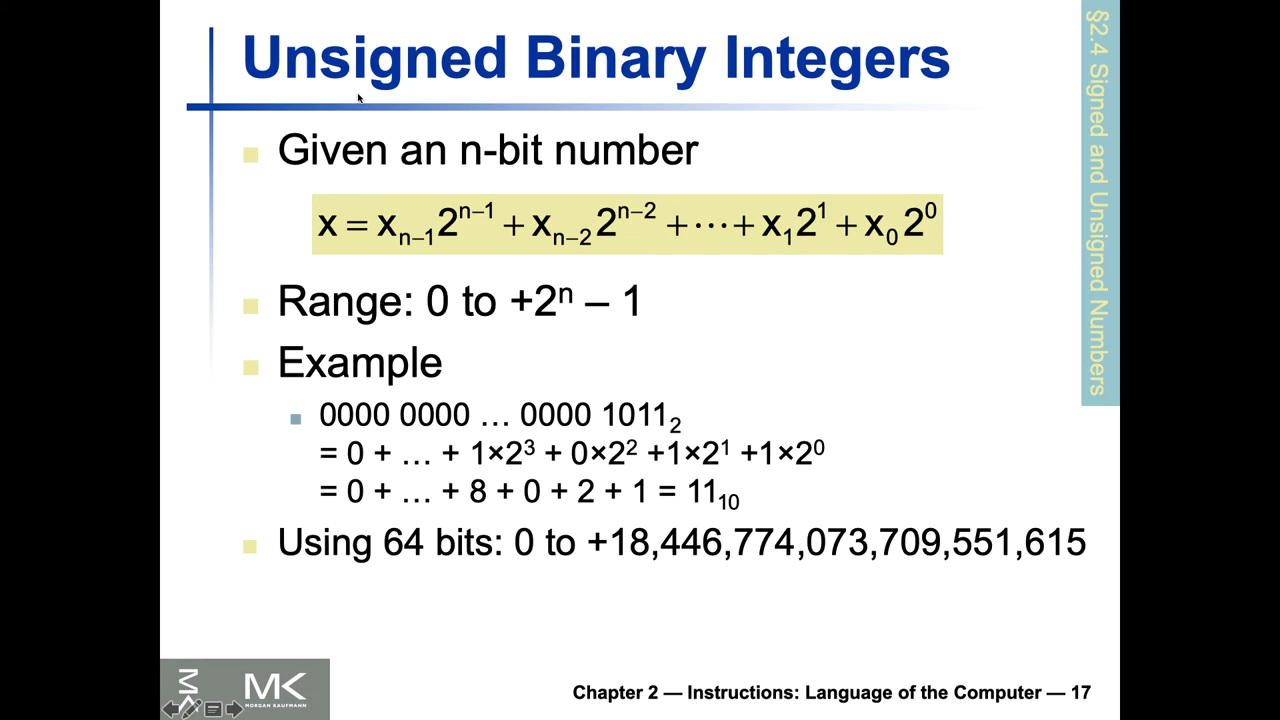 Unsigned Binary Integers
§2.4 Signed and Unsigned Numbers
Given an n-bit number
x = xₙ₋₁2ⁿ⁻¹ + xₙ₋₂2ⁿ⁻² + ⋯ + x₁2¹ + x₀2⁰
Range: 0 to +2ⁿ – 1
Example
0000 0000 … 0000 1011₂
= 0 + … + 1×2³ + 0×2² +1×2¹ +1×2⁰
= 0 + … + 8 + 0 + 2 + 1 = 11₁₀
Using 64 bits: 0 to +18,446,774,073,709,551,615
MK
MK
MORGAN KAUFMANN
Chapter 2 — Instructions: Language of the Computer — 17